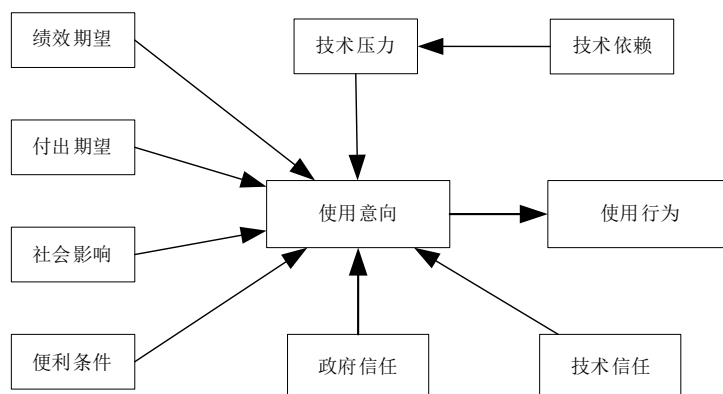 绩效期望
技术压力
技术依赖
付出期望
使用意向
使用行为
社会影响
便利条件
政府信任
技术信任